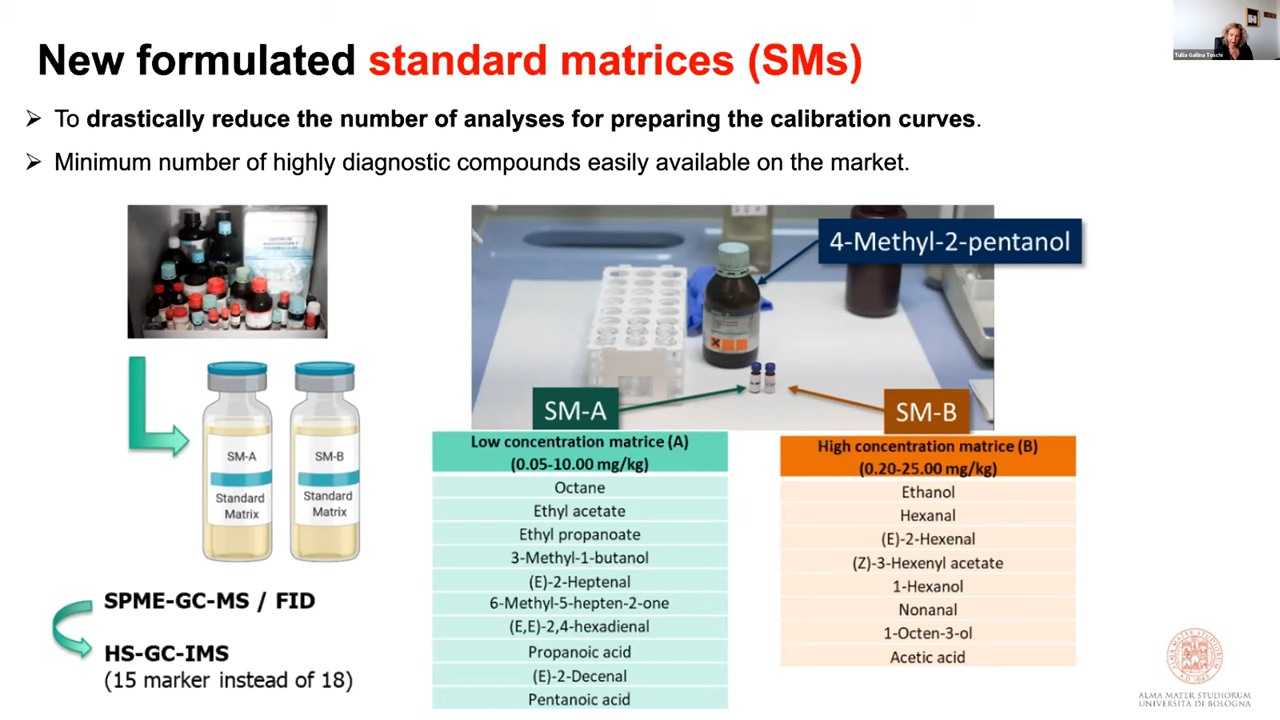 New formulated standard matrices (SMs)
Tullia Gallina Toschi
➢ To drastically reduce the number of analyses for preparing the calibration curves.
➢ Minimum number of highly diagnostic compounds easily available on the market.
4-Methyl-2-pentanol
SM-A
SM-B
SM-A
Standard
Matrix
SM-B
Standard
Matrix
SPME-GC-MS / FID
HS-GC-IMS
(15 marker instead of 18)
Low concentration matrice (A)
(0.05-10.00 mg/kg)
Octane
Ethyl acetate
Ethyl propanoate
3-Methyl-1-butanol
(E)-2-Heptenal
6-Methyl-5-hepten-2-one
(E,E)-2,4-hexadienal
Propanoic acid
(E)-2-Decenal
Pentanoic acid
High concentration matrice (B)
(0.20-25.00 mg/kg)
Ethanol
Hexanal
(E)-2-Hexenal
(Z)-3-Hexenyl acetate
1-Hexanol
Nonanal
1-Octen-3-ol
Acetic acid
ALMA MATER STUDIORUM
UNIVERSITÀ DI BOLOGNA